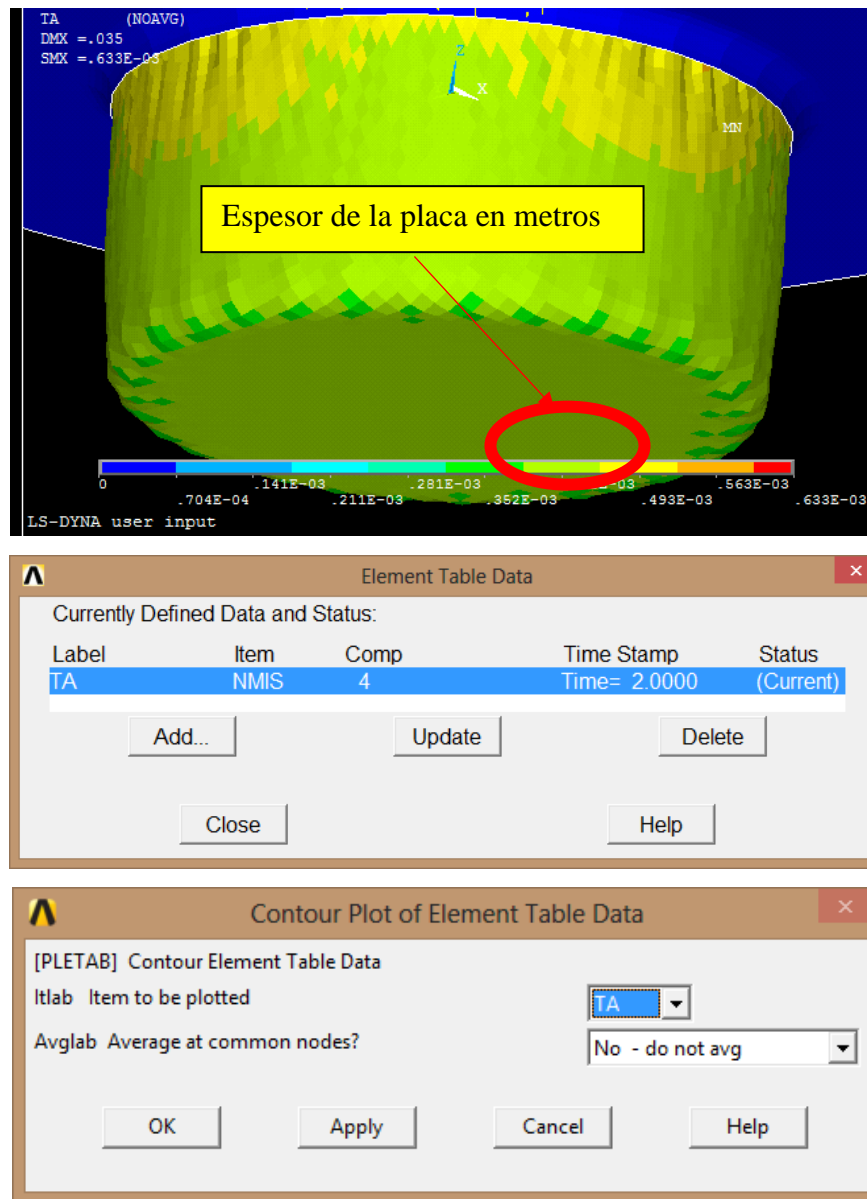 TA (NOAVG)
DMX =.035
SMX =.633E-03
Z
X
MN
Espesor de la placa en metros
0 .141E-03 .281E-03 E-03 .563E-03
.704E-04 .211E-03 .352E-03 .493E-03 .633E-03
LS-DYNA user input
Element Table Data
Currently Defined Data and Status:
Label Item Comp Time Stamp Status
TA NMIS 4 Time= 2.0000 (Current)
Add... Update Delete
Close Help
Contour Plot of Element Table Data
[PLETAB] Contour Element Table Data
Itlab Item to be plotted TA
Avglab Average at common nodes? No - do not avg
OK Apply Cancel Help